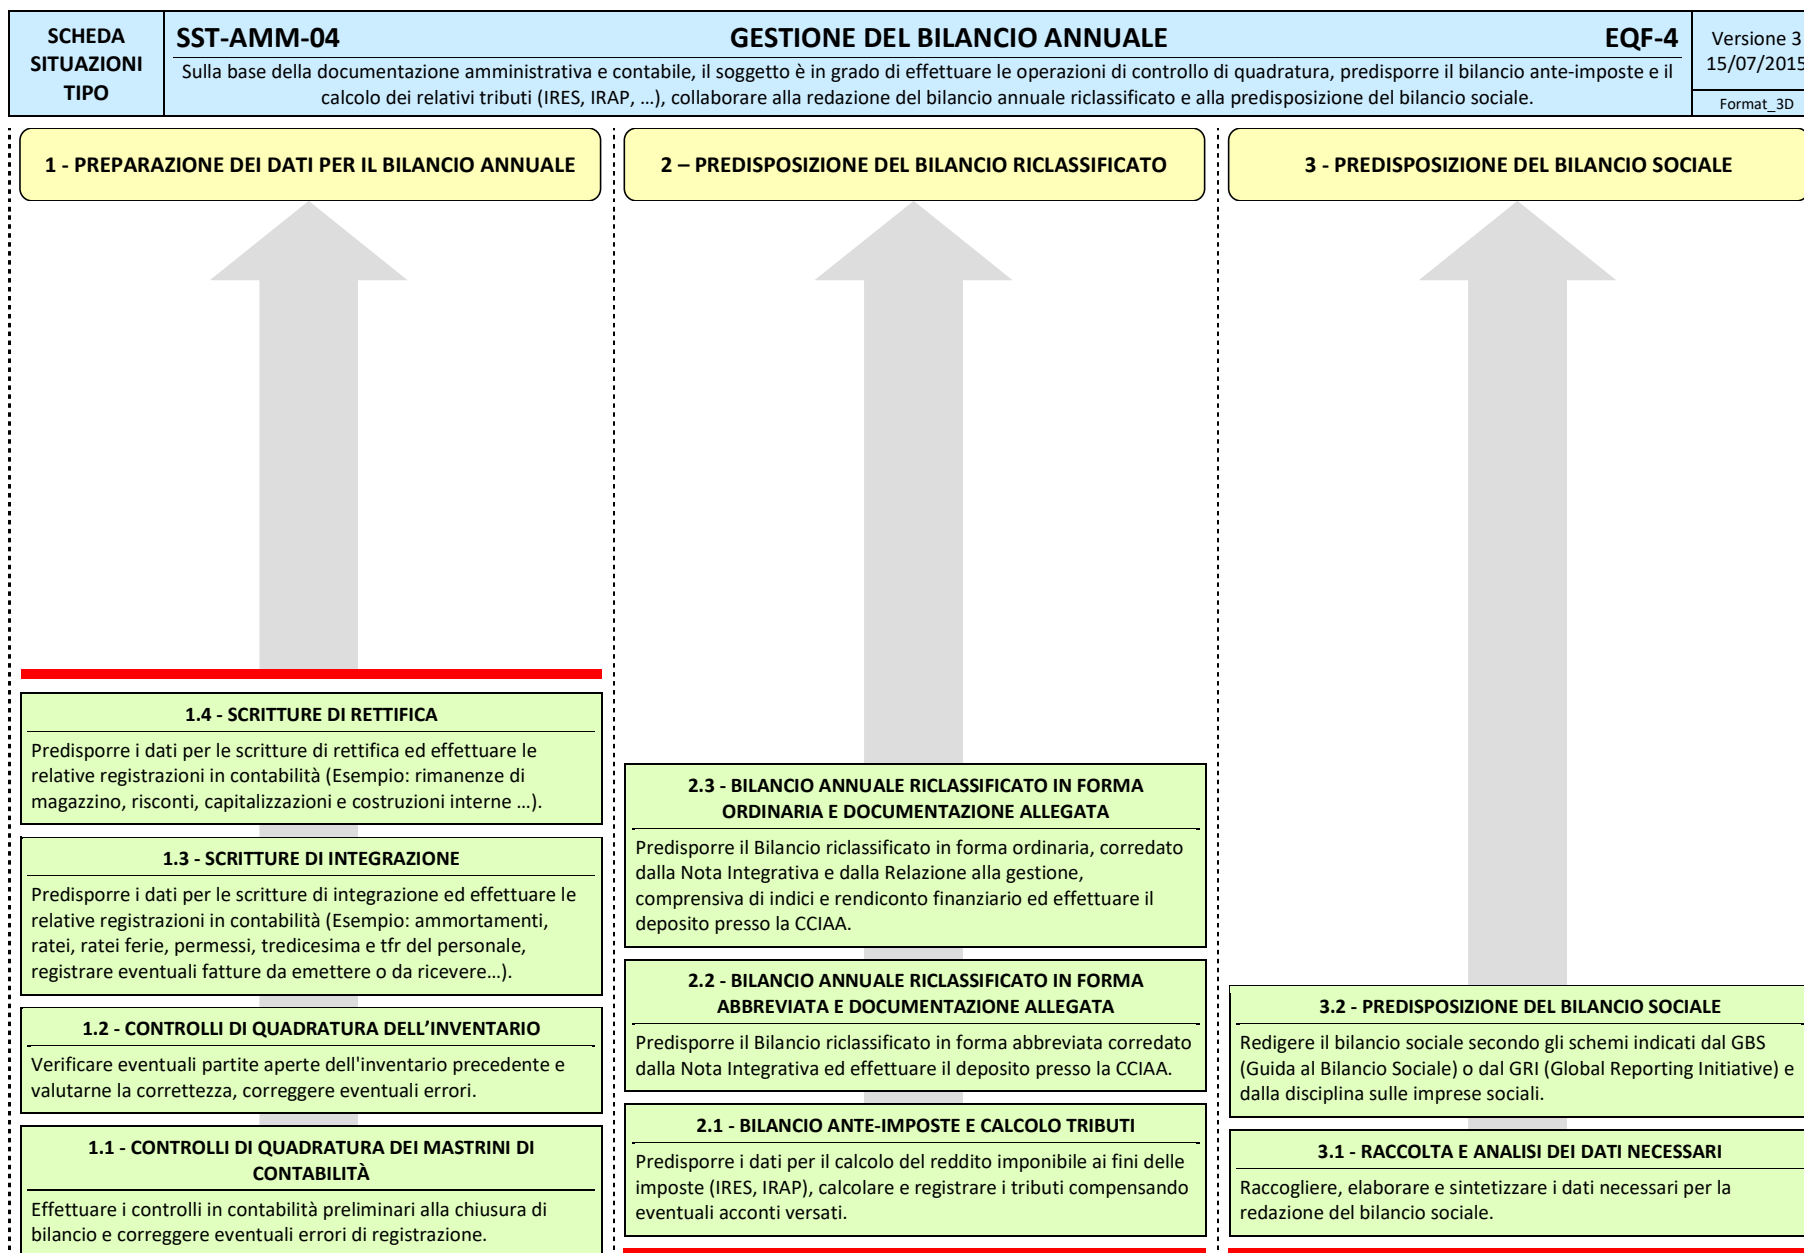 SCHEDA
SITUAZIONI
TIPO
SST-AMM-04
GESTIONE DEL BILANCIO ANNUALE
EQF-4
Sulla base della documentazione amministrativa e contabile, il soggetto è in grado di effettuare le operazioni di controllo di quadratura, predisporre il bilancio ante-imposte e il
calcolo dei relativi tributi (IRES, IRAP, …), collaborare alla redazione del bilancio annuale riclassificato e alla predisposizione del bilancio sociale.
Versione 3
15/07/2015
Format_3D
1 - PREPARAZIONE DEI DATI PER IL BILANCIO ANNUALE
1.4 - SCRITTURE DI RETTIFICA
Predisporre i dati per le scritture di rettifica ed effettuare le
relative registrazioni in contabilità (Esempio: rimanenze di
magazzino, risconti, capitalizzazioni e costruzioni interne …).
1.3 - SCRITTURE DI INTEGRAZIONE
Predisporre i dati per le scritture di integrazione ed effettuare le
relative registrazioni in contabilità (Esempio: ammortamenti,
ratei, ratei ferie, permessi, tredicesima e tfr del personale,
registrare eventuali fatture da emettere o da ricevere…).
1.2 - CONTROLLI DI QUADRATURA DELL’INVENTARIO
Verificare eventuali partite aperte dell'inventario precedente e
valutarne la correttezza, correggere eventuali errori.
1.1 - CONTROLLI DI QUADRATURA DEI MASTRINI DI
CONTABILITÀ
Effettuare i controlli in contabilità preliminari alla chiusura di
bilancio e correggere eventuali errori di registrazione.
2 – PREDISPOSIZIONE DEL BILANCIO RICLASSIFICATO
2.3 - BILANCIO ANNUALE RICLASSIFICATO IN FORMA
ORDINARIA E DOCUMENTAZIONE ALLEGATA
Predisporre il Bilancio riclassificato in forma ordinaria, corredato
dalla Nota Integrativa e dalla Relazione alla gestione,
comprensiva di indici e rendiconto finanziario ed effettuare il
deposito presso la CCIAA.
2.2 - BILANCIO ANNUALE RICLASSIFICATO IN FORMA
ABBREVIATA E DOCUMENTAZIONE ALLEGATA
Predisporre il Bilancio riclassificato in forma abbreviata corredato
dalla Nota Integrativa ed effettuare il deposito presso la CCIAA.
2.1 - BILANCIO ANTE-IMPOSTE E CALCOLO TRIBUTI
Predisporre i dati per il calcolo del reddito imponibile ai fini delle
imposte (IRES, IRAP), calcolare e registrare i tributi compensando
eventuali acconti versati.
3 - PREDISPOSIZIONE DEL BILANCIO SOCIALE
3.2 - PREDISPOSIZIONE DEL BILANCIO SOCIALE
Redigere il bilancio sociale secondo gli schemi indicati dal GBS
(Guida al Bilancio Sociale) o dal GRI (Global Reporting Initiative) e
dalla disciplina sulle imprese sociali.
3.1 - RACCOLTA E ANALISI DEI DATI NECESSARI
Raccogliere, elaborare e sintetizzare i dati necessari per la
redazione del bilancio sociale.